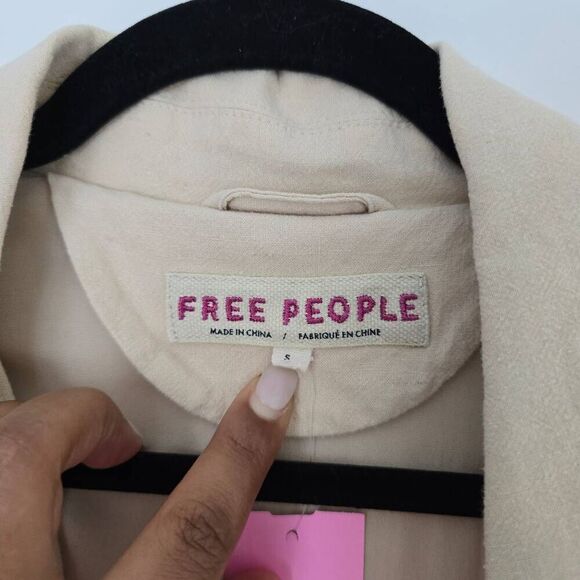 FREE PEOPLE
MADE IN CHINA / FABRIQUÉ EN CHINE
S